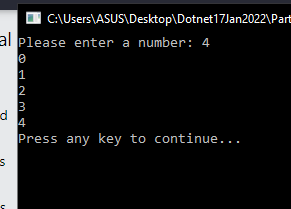 C:\Users\ASUS\Desktop\Dotnet17Jan2022\Part
al
Please enter a number: 4
0
1
2
3
4
d
Press any key to continue...
s
s